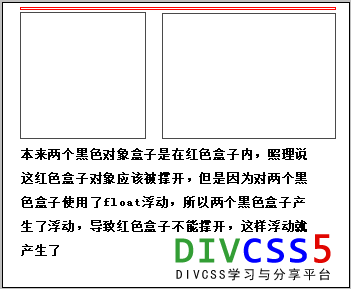 本来两个黑色对象盒子是在红色盒子内，照理说
这红色盒子对象应该被撑开，但是因为对两个黑
色盒子使用了float浮动，所以两个黑色盒子产
生了浮动，导致红色盒子不能撑开，这样浮动就
产生了
DIVCSS5
DIVCSS学习与分享平台